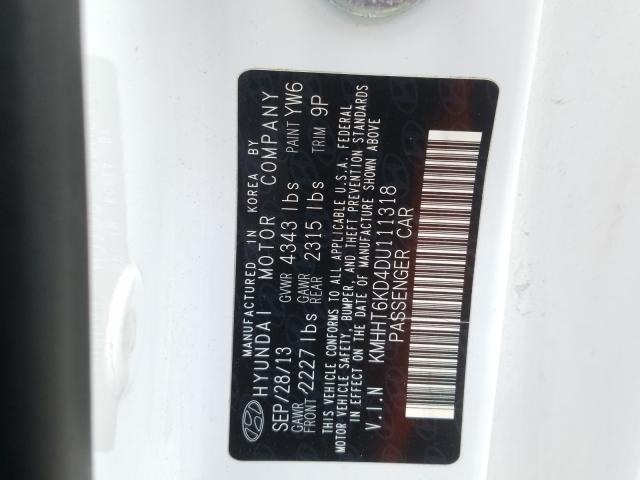 MANUFACTURED IN KOREA BY
HYUNDAI MOTOR COMPANY
SEP/28/13 GVWR 4343 lbs PAINT YW6
GAWR FRONT 2227 lbs GAWR REAR 2315 lbs TRIM 9P
THIS VEHICLE CONFORMS TO ALL APPLICABLE U.S.A. FEDERAL
MOTOR VEHICLE SAFETY, BUMPER, AND THEFT PREVENTION STANDARDS
IN EFFECT ON THE DATE OF MANUFACTURE SHOWN ABOVE
V.I.N KMHHT6KD4DU111318
PASSENGER CAR